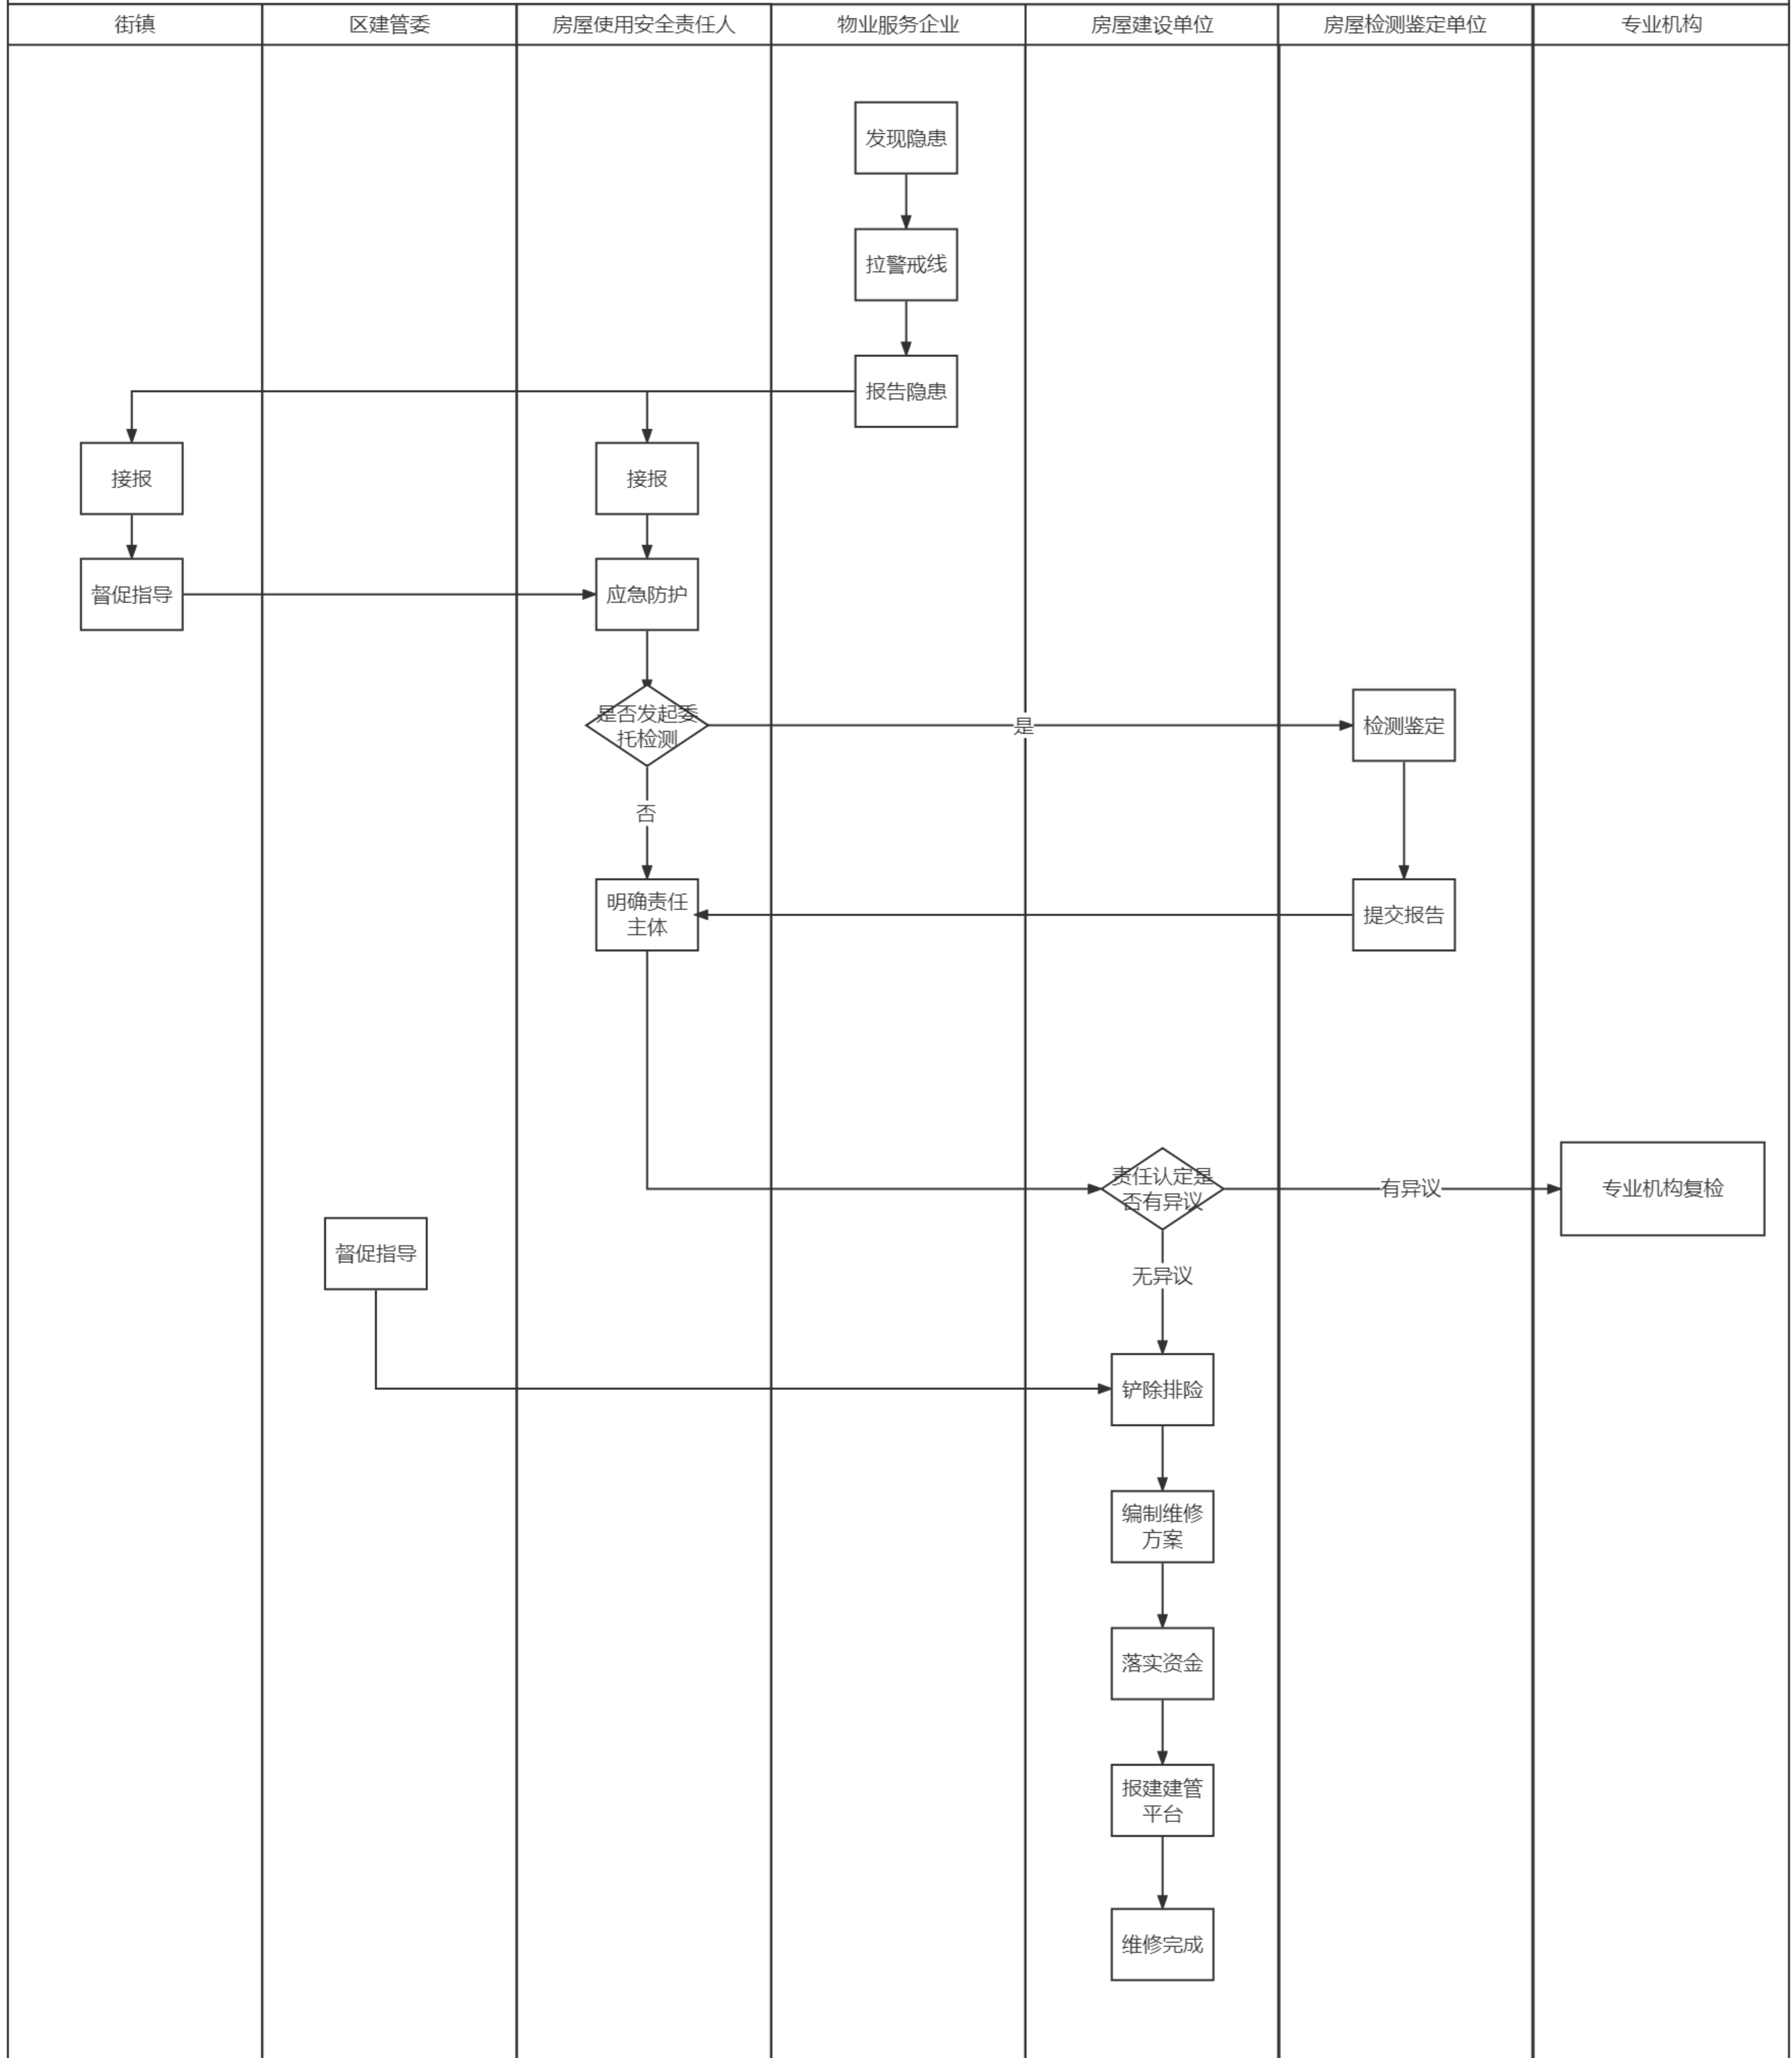 街镇
区建管委
房屋使用安全责任人
物业服务企业
房屋建设单位
房屋检测鉴定单位
专业机构
发现隐患
拉警戒线
报告隐患
接报
接报
督促指导
应急防护
是否发起委
托检测
是
检测鉴定
否
明确责任
主体
提交报告
责任认定是
否有异议
有异议
专业机构复检
督促指导
无异议
铲除排险
编制维修
方案
落实资金
报建建管
平台
维修完成